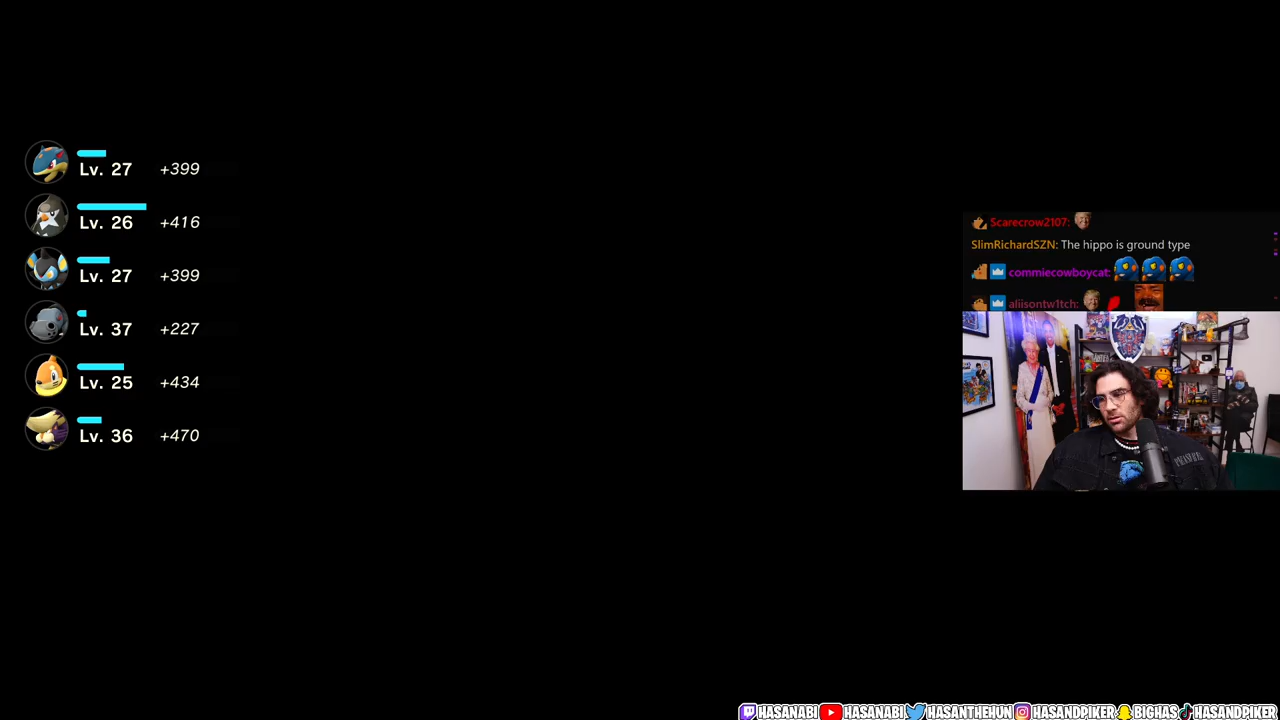 Lv. 27 +399
Lv. 26 +416
Lv. 27 +399
Lv. 37 +227
Lv. 25 +434
Lv. 36 +470
Scarecrow2107:
SlimRichardSZN: The hippo is ground type
commiecowboycat:
aliisontw1tch:
HASANABI HASANABI HASANTHEHUN HASANDPIKER BIGHAS HASANDPIKER